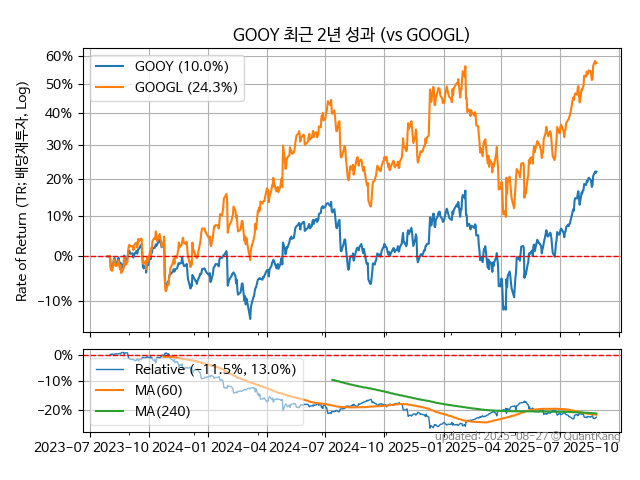 GOOY 최근 2년 성과 (vs GOOGL)
Rate of Return (TR: 배당재투자, Log)
60%
50%
40%
30%
20%
10%
0%
−10%
GOOY (10.0%)
GOOGL (24.3%)
0%
−10%
−20%
Relative (−11.5%, 13.0%)
MA(60)
MA(240)
2023-07 2023-10 2024-01 2024-04 2024-07 2024-10 2025-01 2025-04 2025-07 2025-10
updated: 2025-08-27 © QuantKang